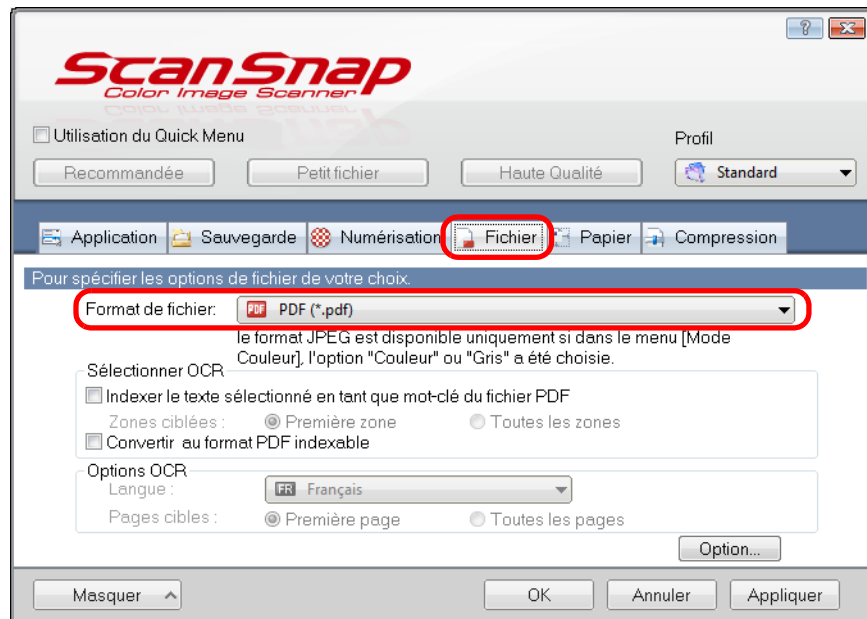 ScanSnap
Color Image Scanner
Utilisation du Quick Menu
Profil
Recommandée Petit fichier Haute Qualité Standard
Application Sauvegarde Numérisation Fichier Papier Compression
Pour spécifier les options de fichier de votre choix.
Format de fichier: PDF PDF (*.pdf)
le format JPEG est disponible uniquement si dans le menu [Mode
Couleur], l'option "Couleur" ou "Gris" a été choisie.
Sélectionner OCR
Indexer le texte sélectionné en tant que mot-clé du fichier PDF
Zones ciblées : Première zone Toutes les zones
Convertir au format PDF indexable
Options OCR
Langue : FR Français
Pages cibles : Première page Toutes les pages
Option...
Masquer OK Annuler Appliquer